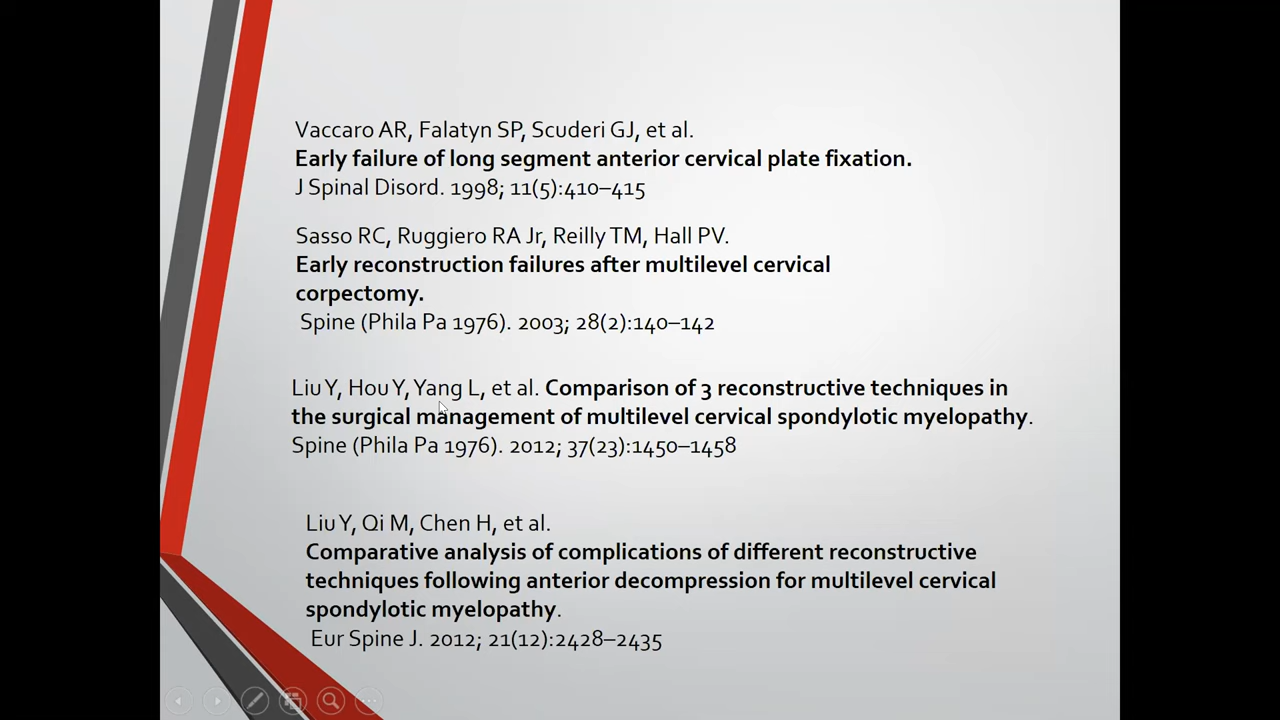 Vaccaro AR, Falatyn SP, Scuderi GJ, et al.
Early failure of long segment anterior cervical plate fixation.
J Spinal Disord. 1998; 11(5):410–415
Sasso RC, Ruggiero RA Jr, Reilly TM, Hall PV.
Early reconstruction failures after multilevel cervical
corpectomy.
Spine (Phila Pa 1976). 2003; 28(2):140–142
Liu Y, Hou Y, Yang L, et al. Comparison of 3 reconstructive techniques in
the surgical management of multilevel cervical spondylotic myelopathy.
Spine (Phila Pa 1976). 2012; 37(23):1450–1458
Liu Y, Qi M, Chen H, et al.
Comparative analysis of complications of different reconstructive
techniques following anterior decompression for multilevel cervical
spondylotic myelopathy.
Eur Spine J. 2012; 21(12):2428–2435